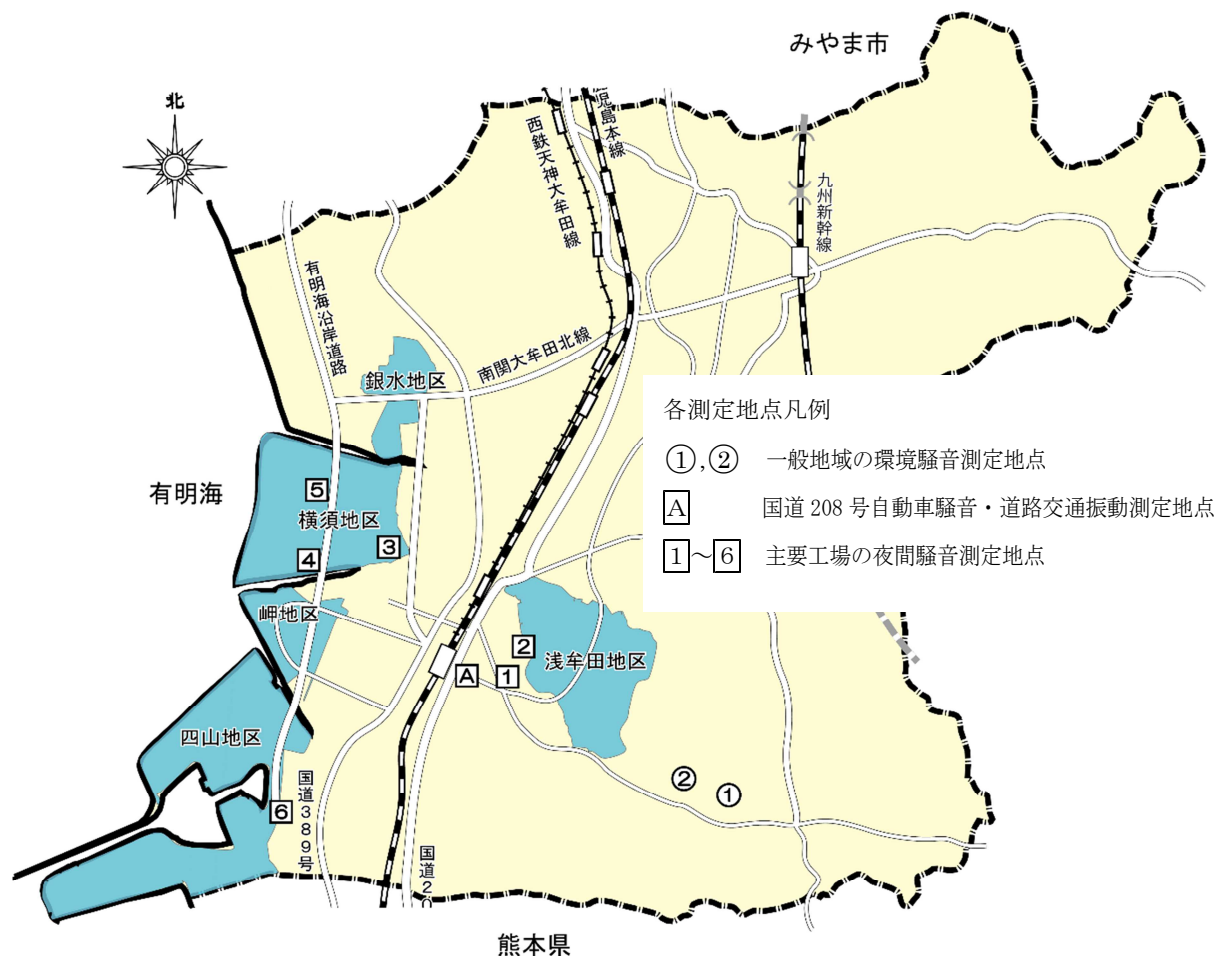 みやま市
北
鹿児島本線
西鉄天神大牟田線
九州新幹線
有明海沿岸道路
南関大牟田北線
銀水地区
各測定地点凡例
①,② 一般地域の環境騒音測定地点
A 国道208号自動車騒音・道路交通振動測定地点
1~6 主要工場の夜間騒音測定地点
有明海
5
横須地区
3
4
岬地区
2
浅牟田地区
A
1
四山地区
②
①
6
国道389号
国道20
熊本県